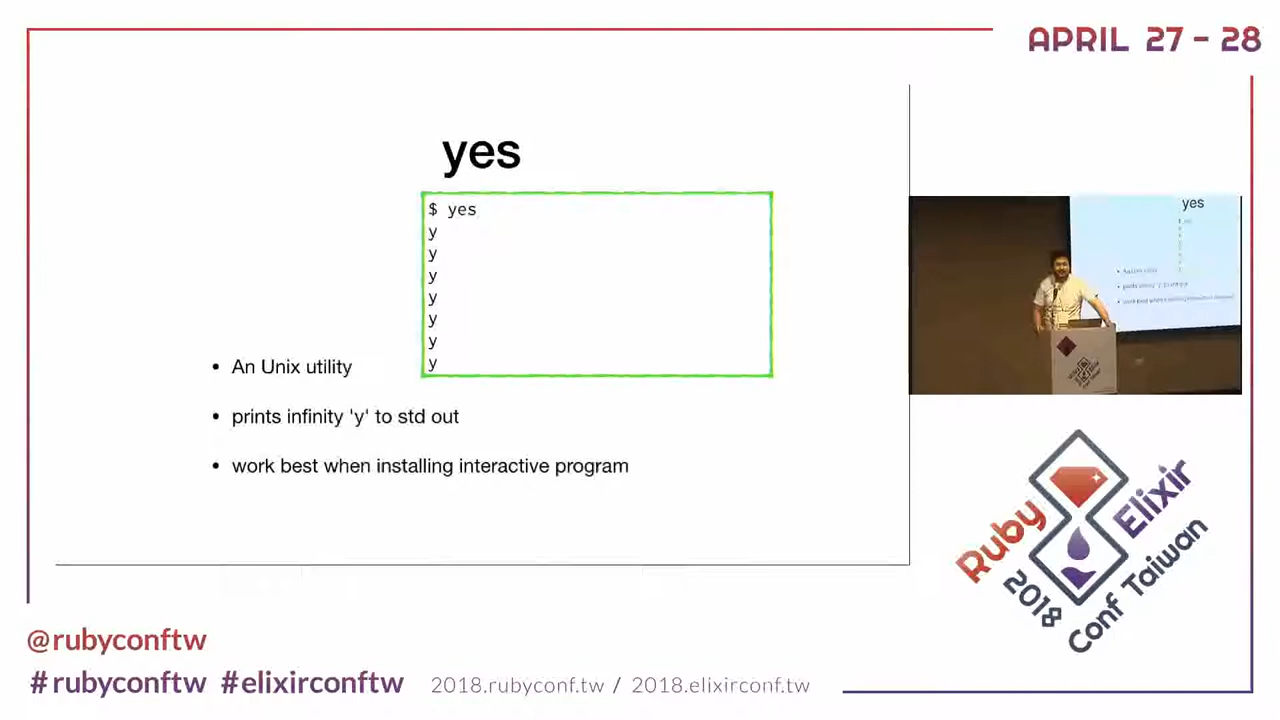 APRIL 27 - 28
yes
$ yes
y
y
y
y
y
y
y
• An Unix utility
• prints infinity 'y' to std out
• work best when installing interactive program
yes
Ruby Elixir
2018 Conf Taiwan
@rubyconftw
#rubyconftw #elixirconftw
2018.rubyconf.tw / 2018.elixirconf.tw